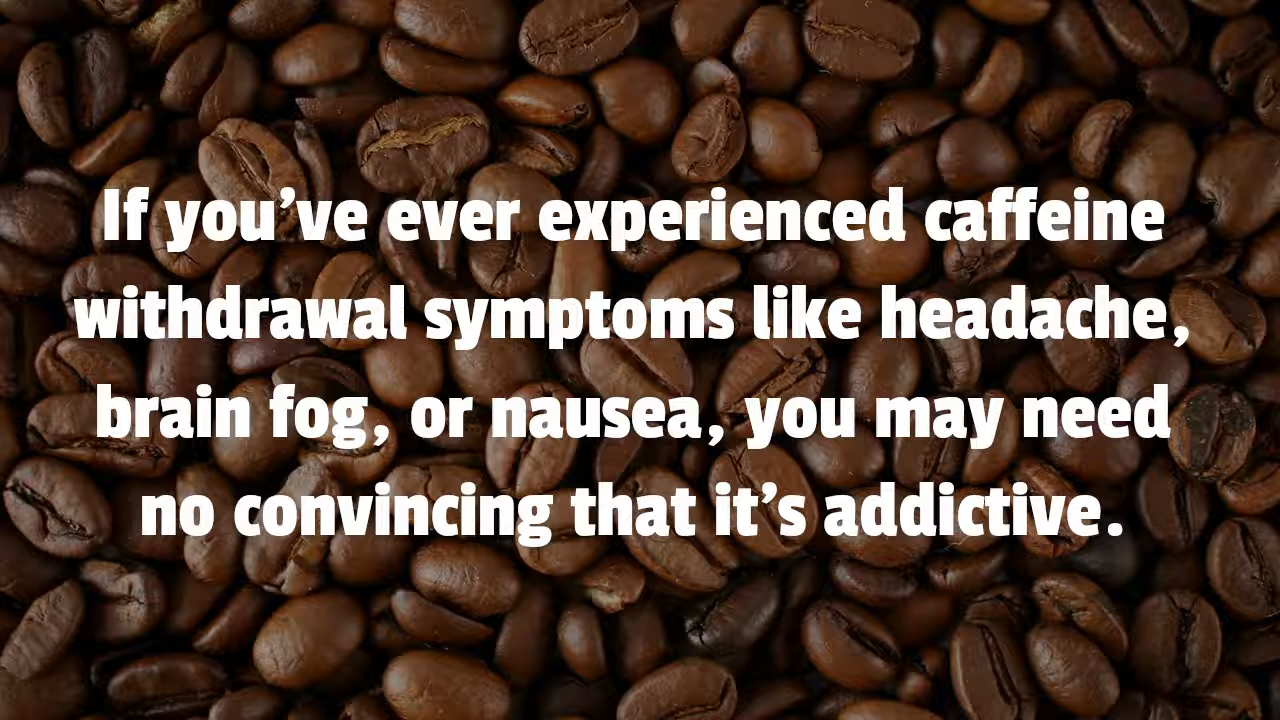 If you’ve ever experienced caffeine
withdrawal symptoms like headache,
brain fog, or nausea, you may need
no convincing that it’s addictive.